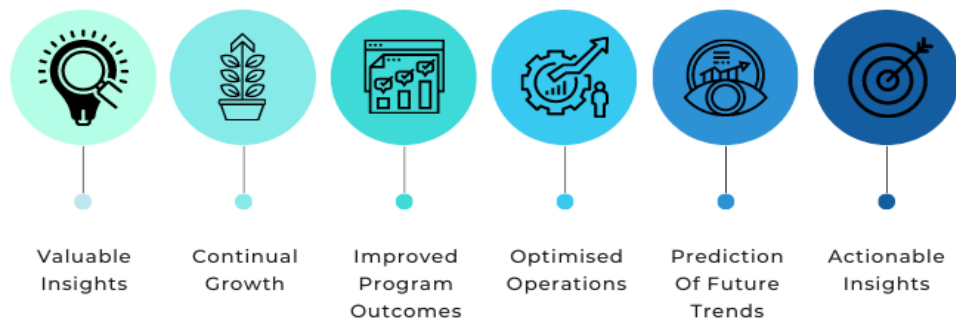 Valuable
Insights
Continual
Growth
Improved
Program
Outcomes
Optimised
Operations
Prediction
Of Future
Trends
Actionable
Insights